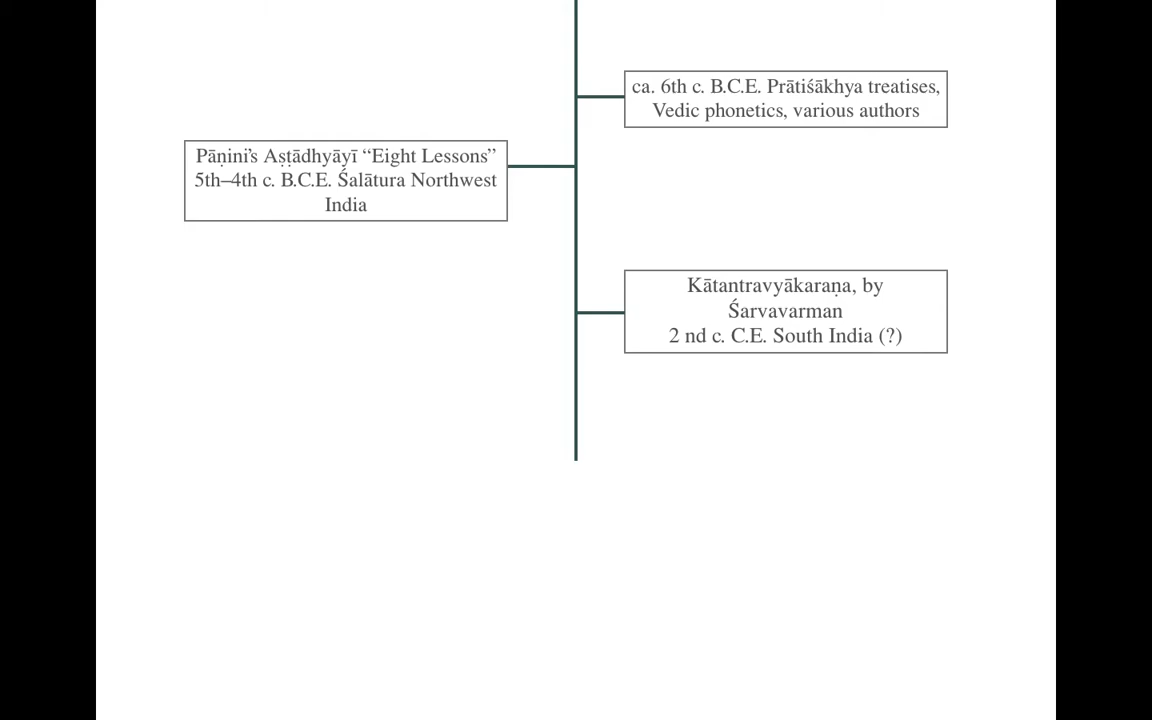 ca. 6th c. B.C.E. Prātiśākhya treatises,
Vedic phonetics, various authors
Pāṇini’s Aṣṭādhyāyī “Eight Lessons”
5th–4th c. B.C.E. Śalātura Northwest
India
Kātantravyākaraṇa, by
Śarvavarman
2 nd c. C.E. South India (?)